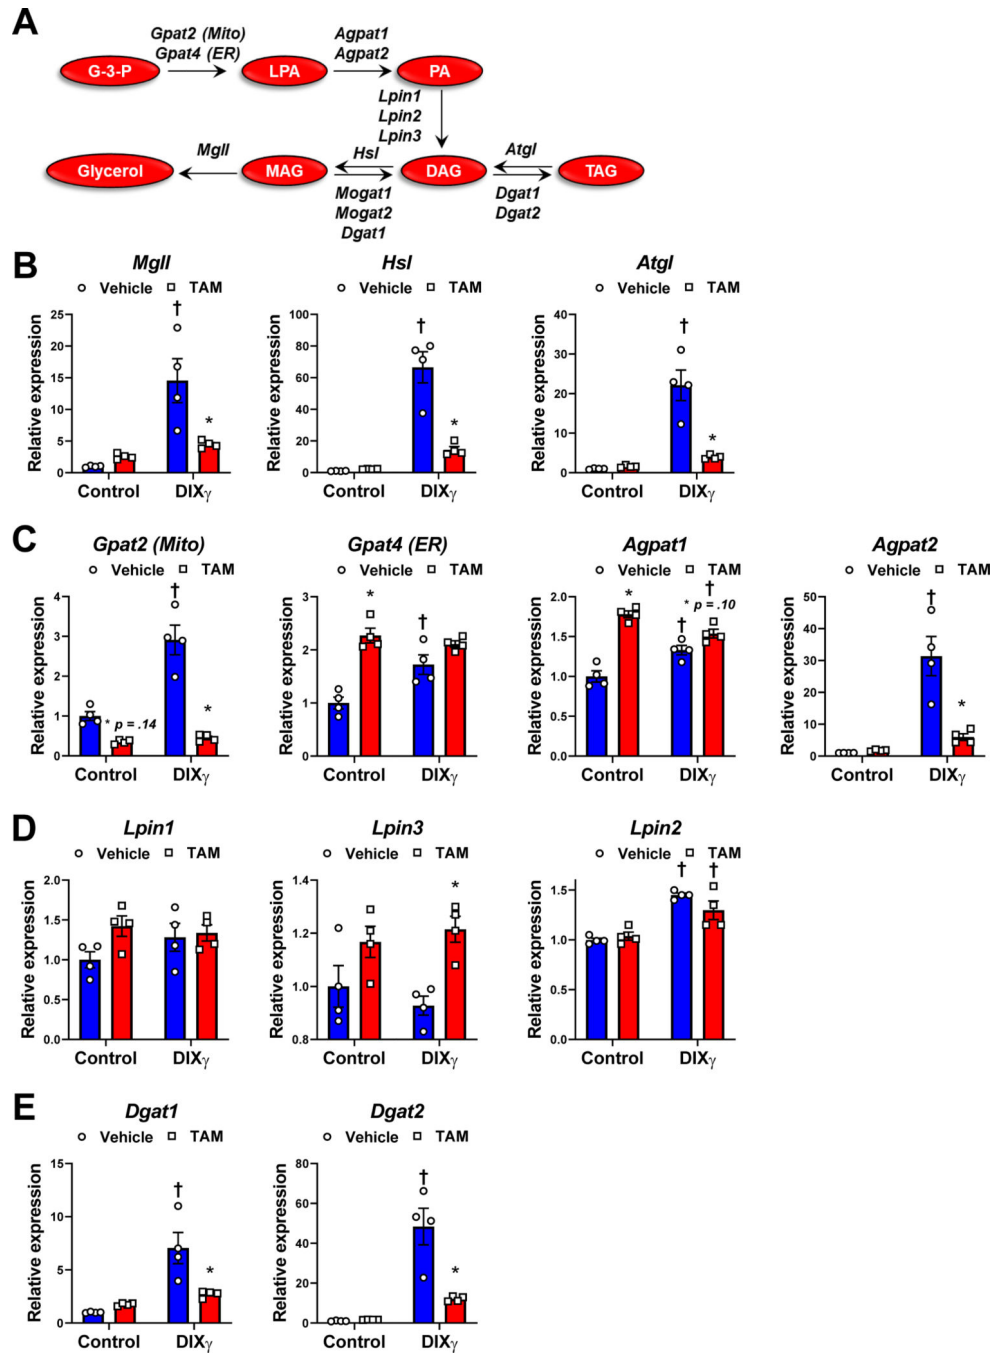 A
Gpat2 (Mito)
Gpat4 (ER)
Agpat1
Agpat2
G-3-P
LPA
PA
Lpin1
Lpin2
Lpin3
Mgll
Hsl
Atgl
Glycerol
MAG
DAG
TAG
Mogat1
Mogat2
Dgat1
Dgat1
Dgat2
B
Mgll
Vehicle TAM
Relative expression
25
20
15
10
5
0
†
*
Control DIXγ
Hsl
Vehicle TAM
Relative expression
100
80
60
40
20
0
†
*
Control DIXγ
Atgl
Vehicle TAM
Relative expression
40
30
20
10
0
†
*
Control DIXγ
C
Gpat2 (Mito)
Vehicle TAM
Relative expression
4
3
2
1
0
* p = .14
†
*
Control DIXγ
Gpat4 (ER)
Vehicle TAM
Relative expression
4
3
2
1
0
*
†
Control DIXγ
Agpat1
Vehicle TAM
Relative expression
2.0
1.5
1.0
0.5
0.0
*
†
†
* p = .10
Control DIXγ
Agpat2
Vehicle TAM
Relative expression
50
40
30
20
10
0
†
*
Control DIXγ
D
Lpin1
Vehicle TAM
Relative expression
2.0
1.5
1.0
0.5
0.0
Control DIXγ
Lpin3
Vehicle TAM
Relative expression
1.4
1.2
1.0
0.8
*
Control DIXγ
Lpin2
Vehicle TAM
Relative expression
1.5
1.0
0.5
0.0
†
†
Control DIXγ
E
Dgat1
Vehicle TAM
Relative expression
15
10
5
0
†
*
Control DIXγ
Dgat2
Vehicle TAM
Relative expression
80
60
40
20
0
†
*
Control DIXγ